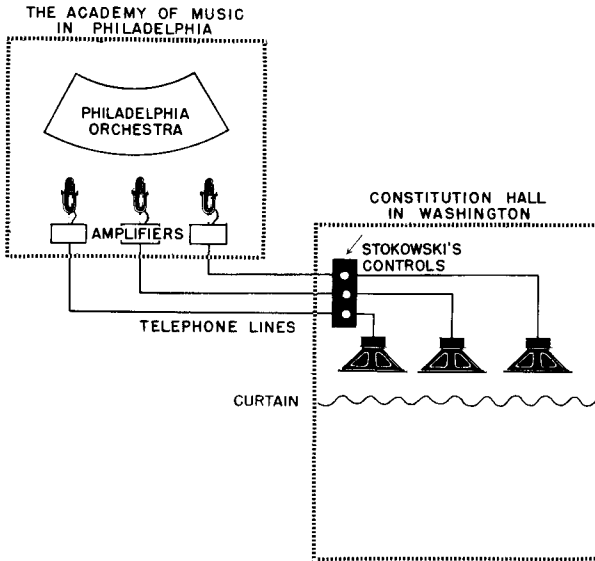 THE ACADEMY OF MUSIC
IN PHILADELPHIA
PHILADELPHIA
ORCHESTRA
AMPLIFIERS
CONSTITUTION HALL
IN WASHINGTON
STOKOWSKI'S
CONTROLS
TELEPHONE LINES
CURTAIN